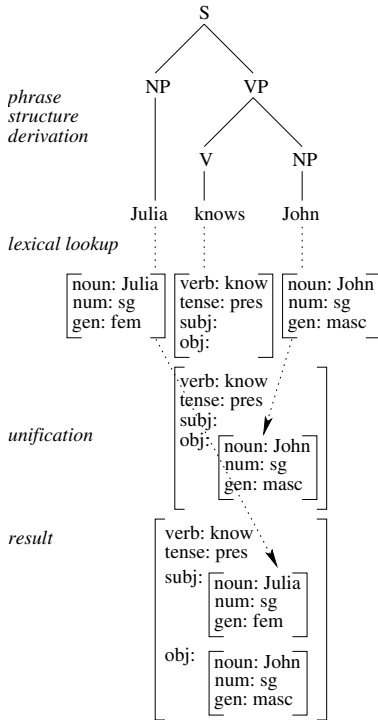 S
NP VP
phrase
structure
derivation
V NP
Julia knows John
lexical lookup
noun: Julia
num: sg
gen: fem
verb: know
tense: pres
subj:
obj:
noun: John
num: sg
gen: masc
verb: know
tense: pres
subj:
obj:
noun: John
num: sg
gen: masc
unification
result
verb: know
tense: pres
subj:
noun: Julia
num: sg
gen: fem
obj:
noun: John
num: sg
gen: masc